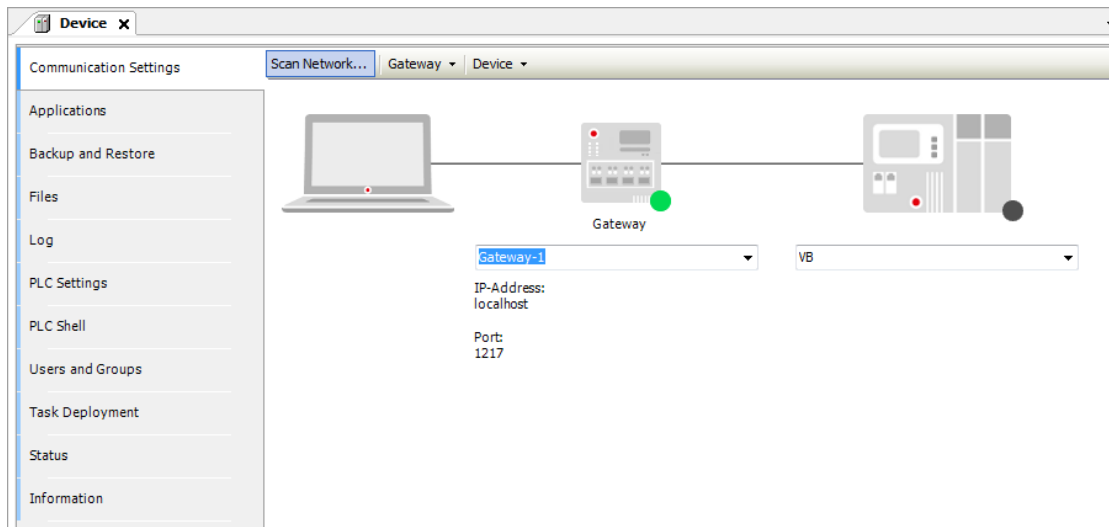 Device
Communication Settings
Scan Network...
Gateway
Device
Applications
Backup and Restore
Files
Log
PLC Settings
PLC Shell
Users and Groups
Task Deployment
Status
Information
Gateway
Gateway-1
VB
IP-Address:
localhost
Port:
1217